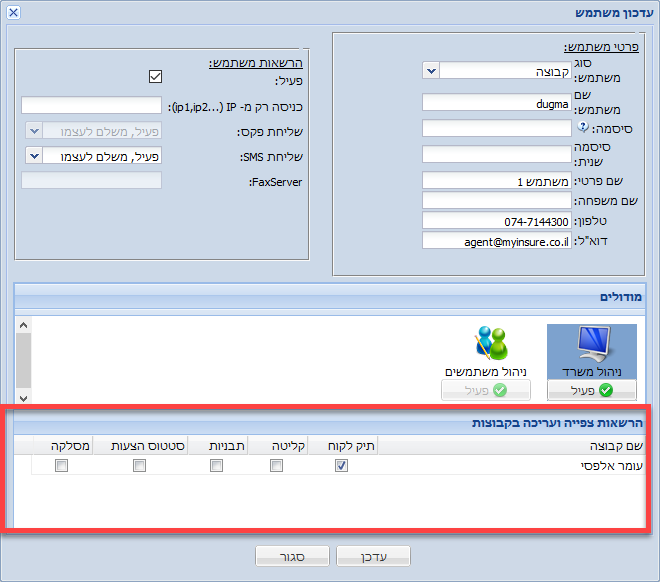 עדכון משתמש
פרטי משתמש:
סוג משתמש: קבוצה
שם משתמש: dugma
סיסמה:
סיסמה שנית:
שם פרטי: משתמש 1
שם משפחה:
טלפון: 074-7144300
דוא"ל: agent@myinsure.co.il
הרשאות משתמש:
פעיל:
כניסה רק מ- IP (ip1,ip2...):
שליחת פקס: פעיל, משלם לעצמו
שליחת SMS: פעיל, משלם לעצמו
FaxServer:
מודולים
ניהול משרד
פעיל
ניהול משתמשים
פעיל
הרשאות צפייה ועריכה בקבוצות
שם קבוצה תיק לקוח קליטה תבניות סטטוס הצעות מסלקה
עומר אלפסי
עדכן סגור